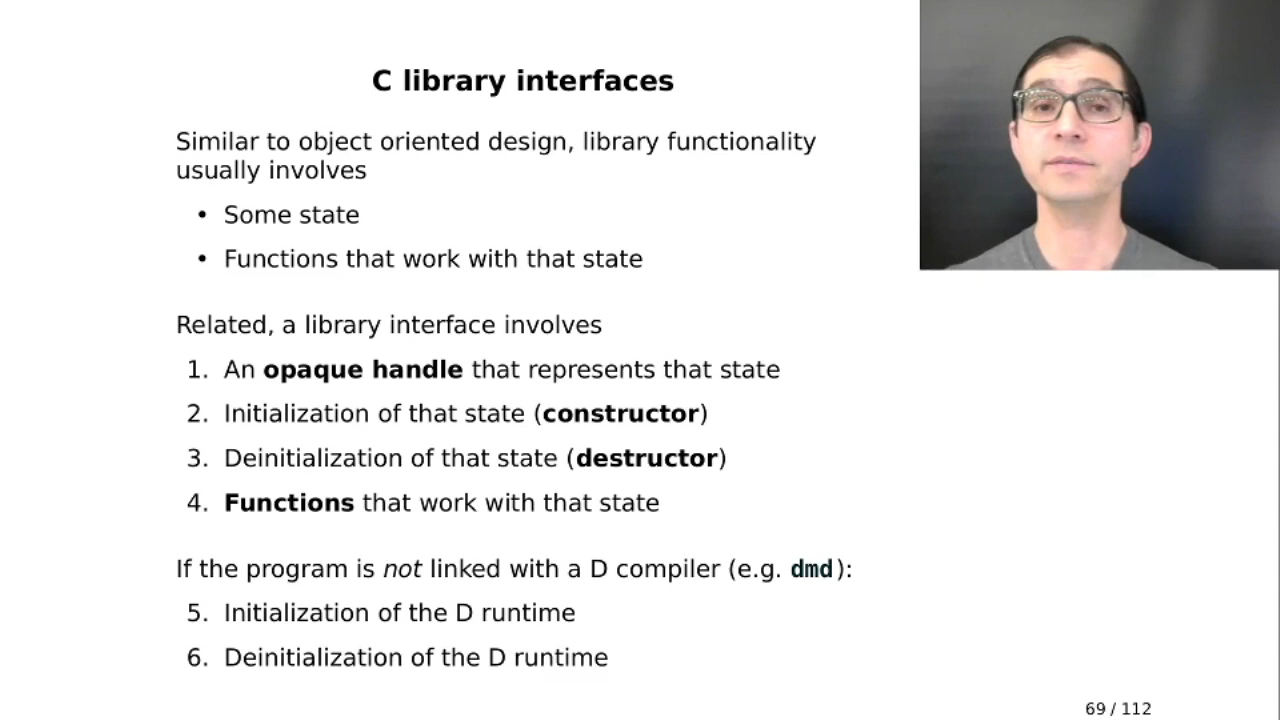 C library interfaces
Similar to object oriented design, library functionality
usually involves
• Some state
• Functions that work with that state
Related, a library interface involves
1. An opaque handle that represents that state
2. Initialization of that state (constructor)
3. Deinitialization of that state (destructor)
4. Functions that work with that state
If the program is not linked with a D compiler (e.g. dmd):
5. Initialization of the D runtime
6. Deinitialization of the D runtime
69 / 112